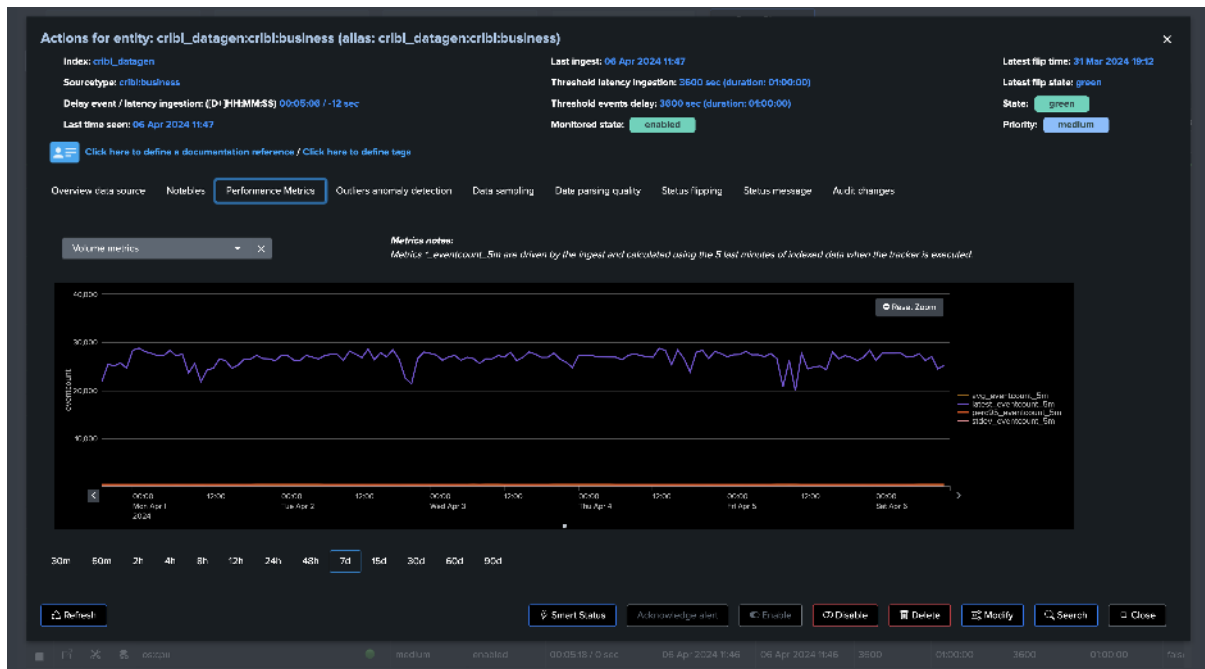 Actions for entity: cribl_datagen:cribl:business (alias: cribl_datagen:cribl:business)
Index: cribl_datagen
Last ingest: 06 Apr 2024 11:47
Latest flip time: 31 Mar 2024 19:12
Sourcetype: cribl:business
Threshold latency ingestion: 3600 sec (duration: 01:00:00)
Latest flip state: green
Delay event / latency ingestion: ([D+]HH:MM:SS) 00:05:06 / -12 sec
Threshold events delay: 3600 sec (duration: 01:00:00)
State: green
Last time seen: 06 Apr 2024 11:47
Monitored state: enabled
Priority: medium
Click here to define a documentation reference / Click here to define tags
Overview data source Notables Performance Metrics Outliers anomaly detection Data sampling Data parsing quality Status flipping Status message Audit changes
Volume metrics
Metrics notes:
Metrics *_eventcount_5m are driven by the ingest and calculated using the 5 last minutes of indexed data when the tracker is executed.
Reset Zoom
40,000
30,000
20,000
10,000
eventcount
avg_eventcount_5m
latest_eventcount_5m
perc95_eventcount_5m
stdev_eventcount_5m
00:00 12:00 00:00 12:00 00:00 12:00 00:00 12:00 00:00 12:00 00:00
Mon Apr 1 Tue Apr 2 Wed Apr 3 Thu Apr 4 Fri Apr 5 Sat Apr 6
2024
30m 60m 2h 4h 8h 12h 24h 48h 7d 15d 30d 60d 90d
Refresh Smart Status Acknowledge alert Enable Disable Delete Modify Search Close
medium enabled 00:05:18 / 0 sec 06 Apr 2024 11:46 06 Apr 2024 11:46 3600 01:00:00 3600 01:00:00